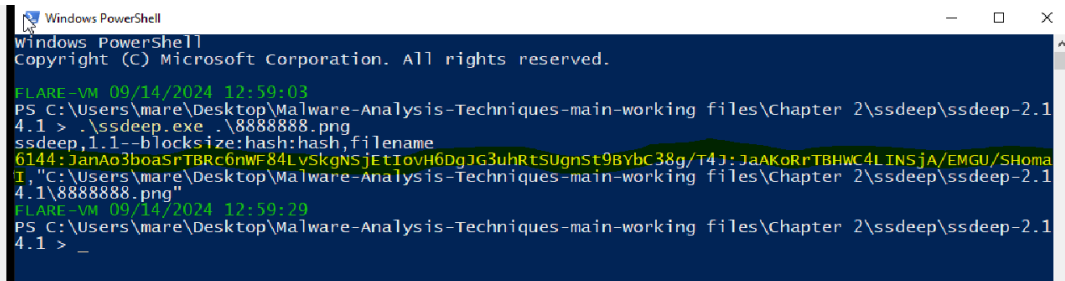 Windows PowerShell
Windows PowerShell
Copyright (C) Microsoft Corporation. All rights reserved.
FLARE-VM 09/14/2024 12:59:03
PS C:\Users\mare\Desktop\Malware-Analysis-Techniques-main-working files\Chapter 2\ssdeep\ssdeep-2.1
4.1 > .\ssdeep.exe .\8888888.png
ssdeep,1.1--blocksize:hash:hash,filename
6144:JanAo3boaSrTBRc6nWF84LvSkgNSjEtIovH6DgJG3uhRtSUgnSt9BYbC38g/T4J:JaAKoRrTBHWC4LINSjA/EMGU/SHoma
I,"C:\Users\mare\Desktop\Malware-Analysis-Techniques-main-working files\Chapter 2\ssdeep\ssdeep-2.1
4.1\8888888.png"
FLARE-VM 09/14/2024 12:59:29
PS C:\Users\mare\Desktop\Malware-Analysis-Techniques-main-working files\Chapter 2\ssdeep\ssdeep-2.1
4.1 > _